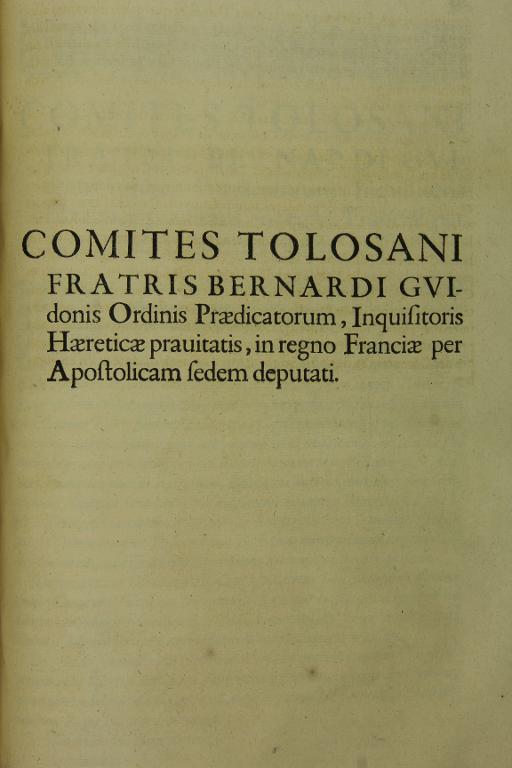 COMITES TOLOSANI
FRATRIS BERNARDI GVI-
donis Ordinis Prædicatorum, Inquiſitoris
Hæreticæ prauitatis, in regno Franciæ per
Apoſtolicam ſedem deputati.